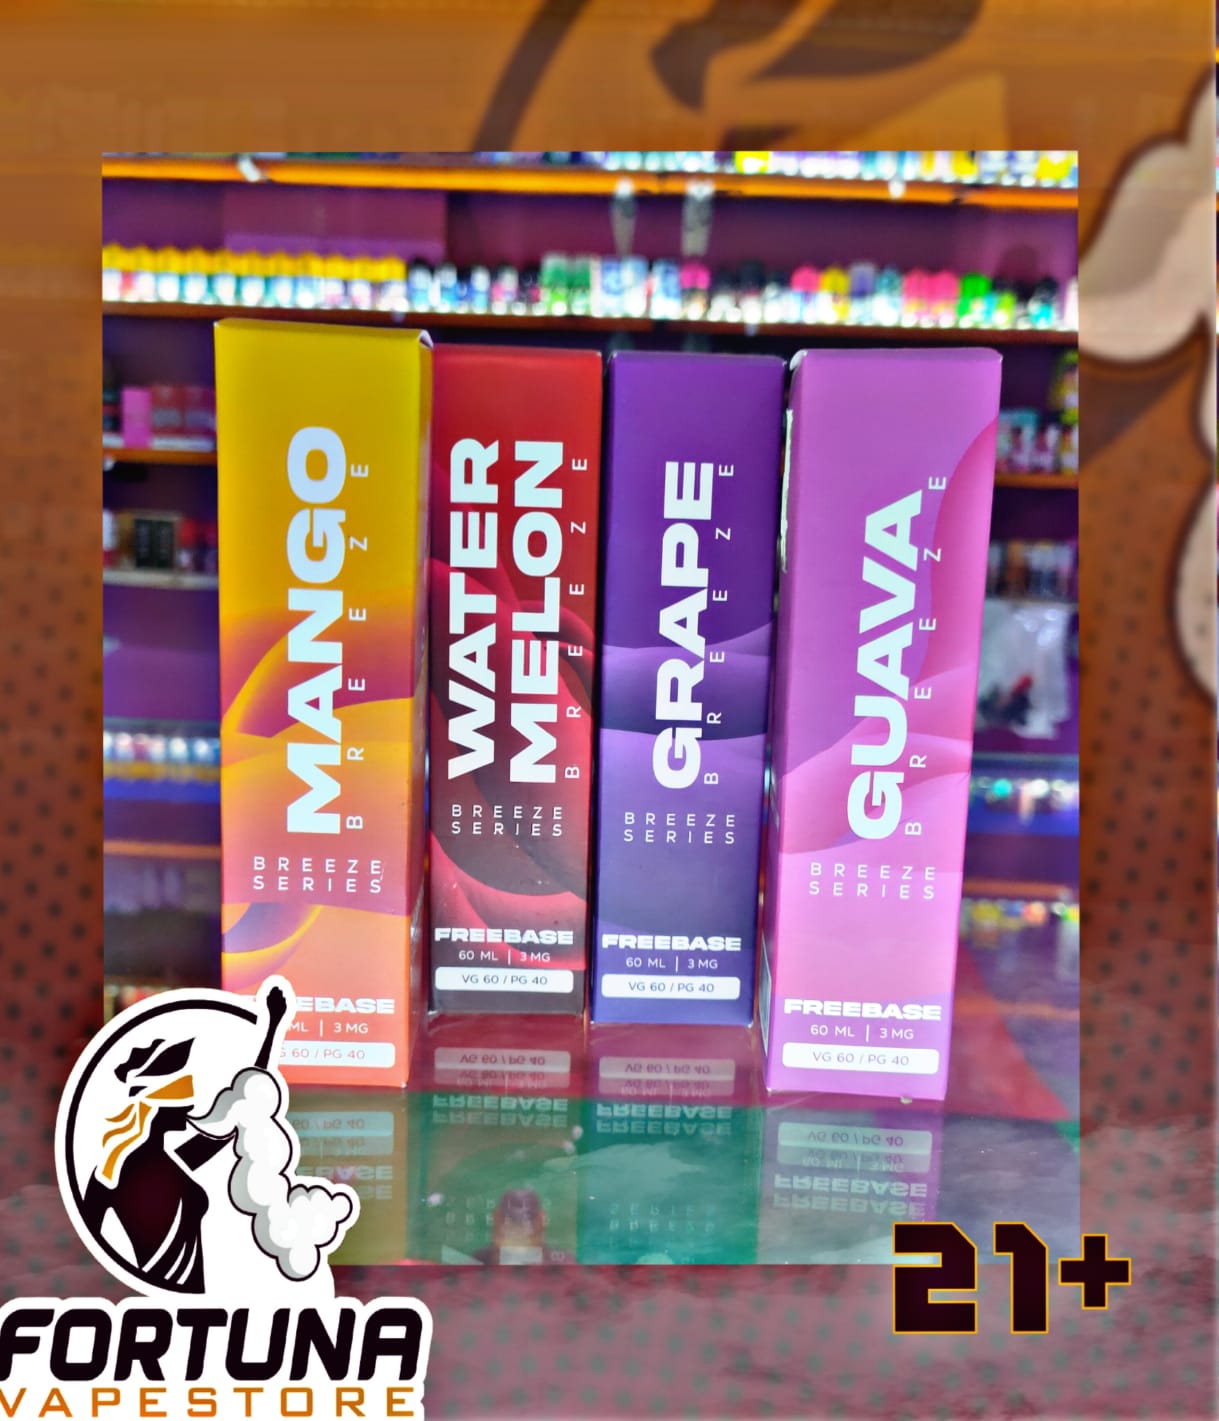 MANGO
BREEZE
BREEZE
SERIES
EBASE
ML | 3 MG
G 60 / PG 40
WATER
MELON
BREEZE
BREEZE
SERIES
FREEBASE
60 ML | 3 MG
VG 60 / PG 40
GRAPE
BREEZE
BREEZE
SERIES
FREEBASE
60 ML | 3 MG
VG 60 / PG 40
GUAVA
BREEZE
BREEZE
SERIES
FREEBASE
60 ML | 3 MG
VG 60 / PG 40
21+
FORTUNA
VAPESTORE